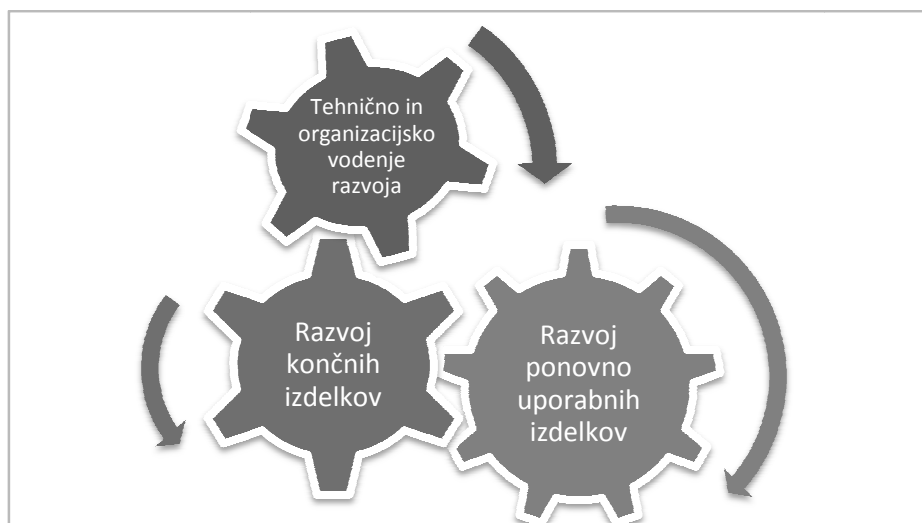 Tehnično in
organizacijsko
vodenje
razvoja
Razvoj
končnih
izdelkov
Razvoj
ponovno
uporabnih
izdelkov